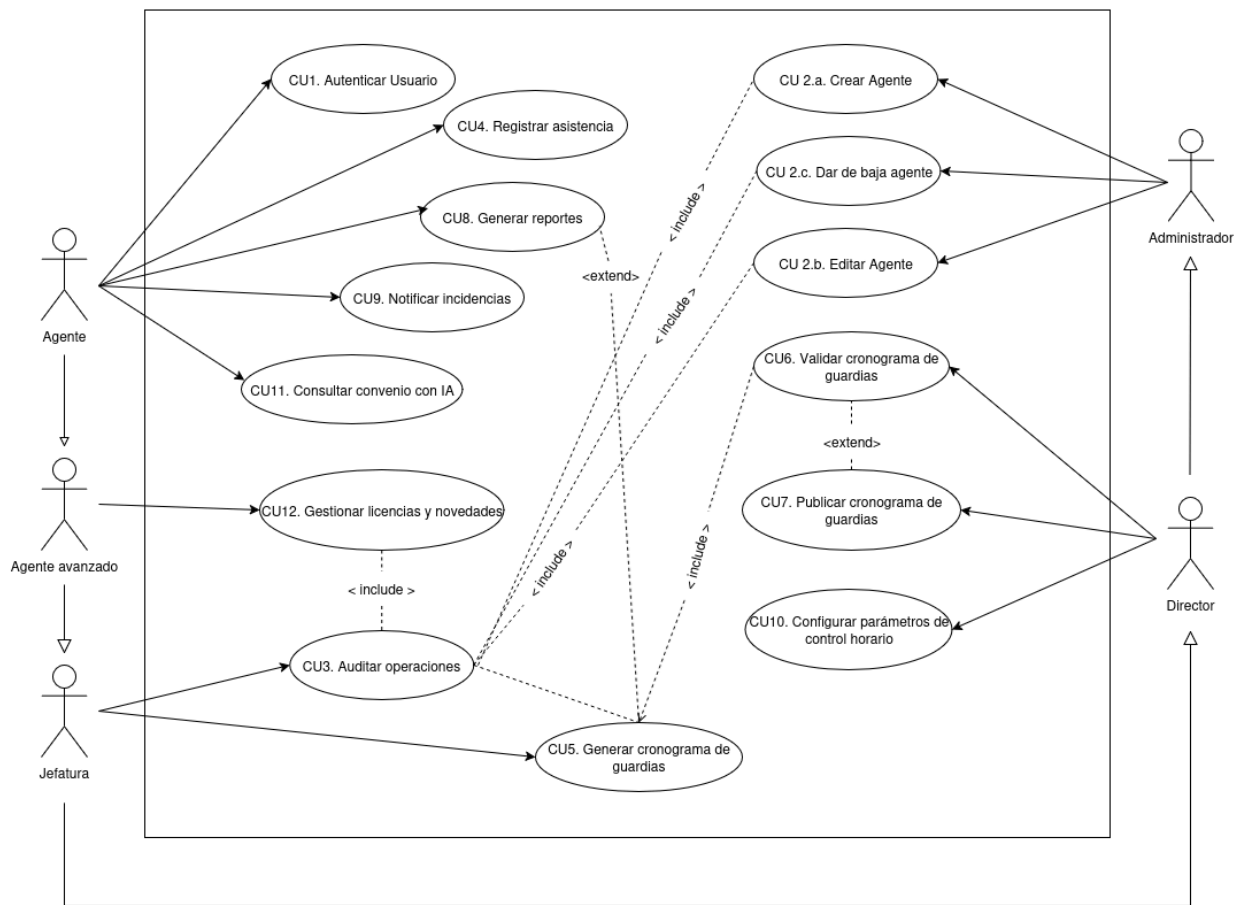 CU1. Autenticar Usuario
CU 2.a. Crear Agente
CU4. Registrar asistencia
CU 2.c. Dar de baja agente
< include >
CU8. Generar reportes
Administrador
<extend>
CU 2.b. Editar Agente
CU9. Notificar incidencias
< include >
Agente
CU6. Validar cronograma de
guardias
CU11. Consultar convenio con IA
<extend>
CU12. Gestionar licencias y novedades
CU7. Publicar cronograma de
guardias
Agente avanzado
< include >
< include >
< include >
Director
CU10. Configurar parámetros de
control horario
CU3. Auditar operaciones
CU5. Generar cronograma de
guardias
Jefatura